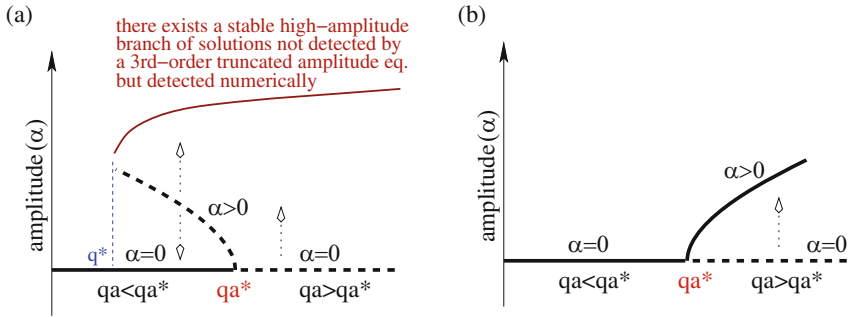 (a)
there exists a stable high−amplitude
branch of solutions not detected by
a 3rd−order truncated amplitude eq.
but detected numerically
amplitude(α)
α>0
q*
α=0
α=0
qa<qa*
qa*
qa>qa*
(b)
amplitude(α)
α>0
α=0
α=0
qa<qa*
qa*
qa>qa*